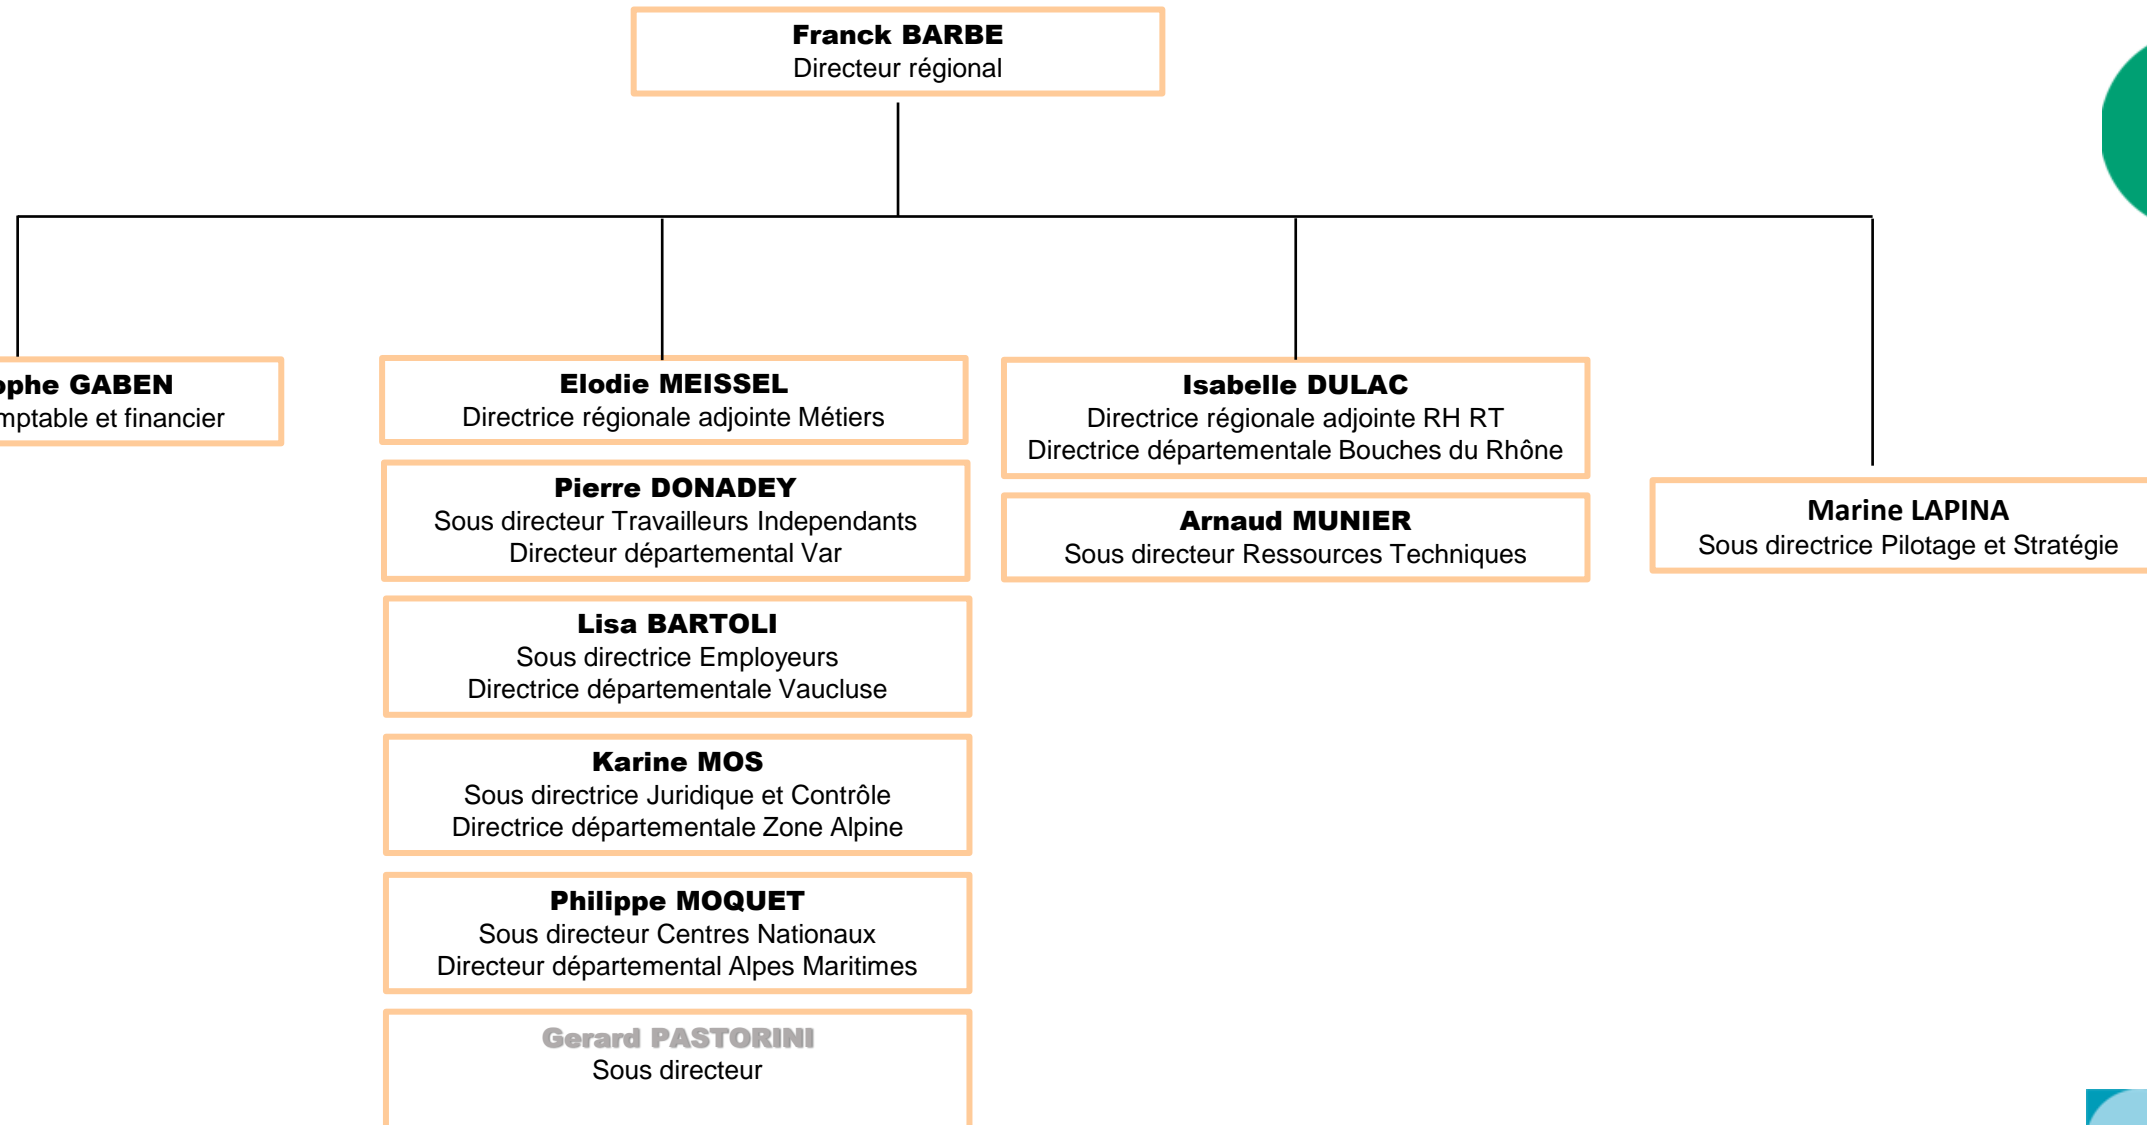 Franck BARBE
Directeur régional
GABEN
et financier
Elodie MEISSEL
Directrice régionale adjointe Métiers
Pierre DONADEY
Sous directeur Travailleurs Independants
Directeur départemental Var
Lisa BARTOLI
Sous directrice Employeurs
Directrice départementale Vaucluse
Karine MOS
Sous directrice Juridique et Contrôle
Directrice départementale Zone Alpine
Philippe MOQUET
Sous directeur Centres Nationaux
Directeur départemental Alpes Maritimes
Gerard PASTORINI
Sous directeur
Isabelle DULAC
Directrice régionale adjointe RH RT
Directrice départementale Bouches du Rhône
Arnaud MUNIER
Sous directeur Ressources Techniques
Marine LAPINA
Sous directrice Pilotage et Stratégie